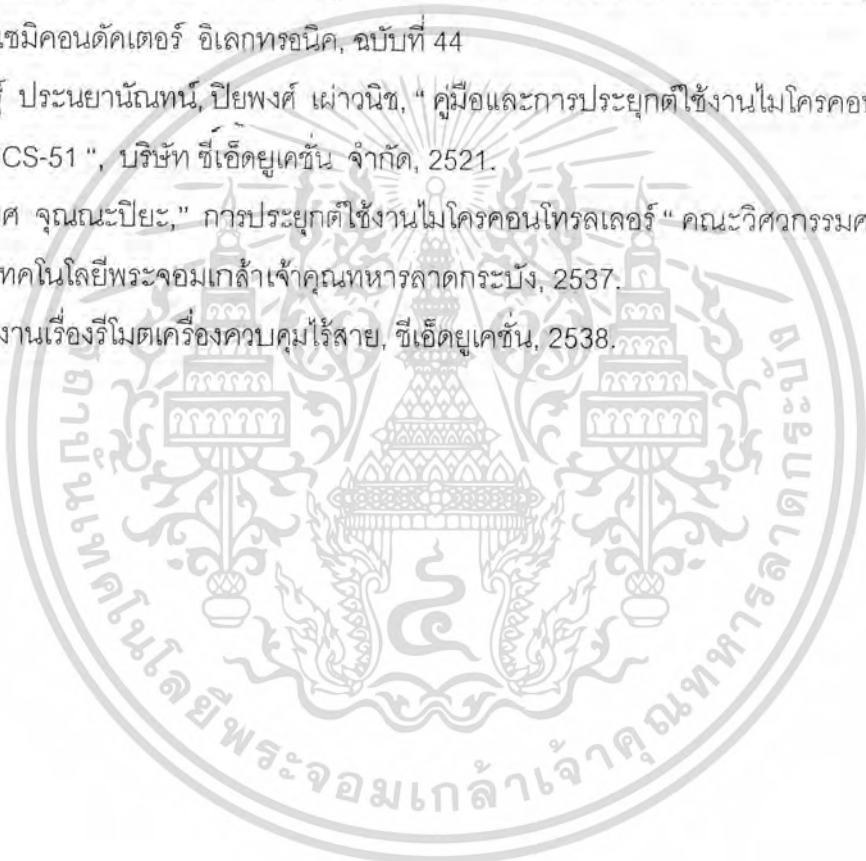 เซมิคอนดัคเตอร์ อิเลกทรอนิค, ฉบับที่ 44
ประนยานัณทน์, ปิยพงศ์ เผ่าวนิช, “ คู่มือและการประยุกต์ใช้งานไมโครคอน
CS-51 “, บริษัท ซีเอ็ดยูเคชั่น จำกัด, 2521.
ศ จุณณะปิยะ,” การประยุกต์ใช้งานไมโครคอนโทรลเลอร์ “ คณะวิศวกรรมศ
ทคโนโลยีพระจอมเกล้าเจ้าคุณทหารลาดกระบัง, 2537.
งานเรื่องรีโมตเครื่องควบคุมไร้สาย, ซีเอ็ดยูเคชั่น, 2538.
สถาบันเทคโนโลยีพระจอมเกล้าเจ้าคุณทหารลาดกระบัง